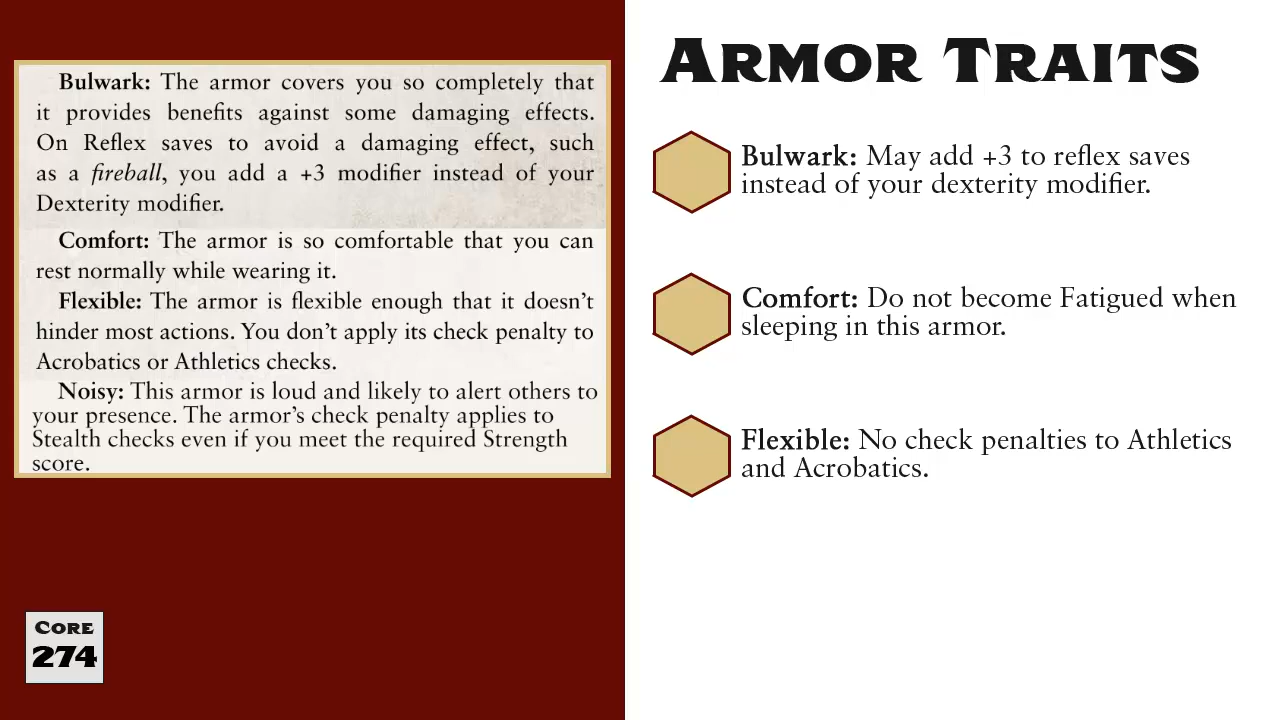 Bulwark: The armor covers you so completely that
it provides benefits against some damaging effects.
On Reflex saves to avoid a damaging effect, such
as a fireball, you add a +3 modifier instead of your
Dexterity modifier.
Comfort: The armor is so comfortable that you can
rest normally while wearing it.
Flexible: The armor is flexible enough that it doesn't
hinder most actions. You don't apply its check penalty to
Acrobatics or Athletics checks.
Noisy: This armor is loud and likely to alert others to
your presence. The armor's check penalty applies to
Stealth checks even if you meet the required Strength
score.
Core
274
Armor Traits
Bulwark: May add +3 to reflex saves
instead of your dexterity modifier.
Comfort: Do not become Fatigued when
sleeping in this armor.
Flexible: No check penalties to Athletics
and Acrobatics.